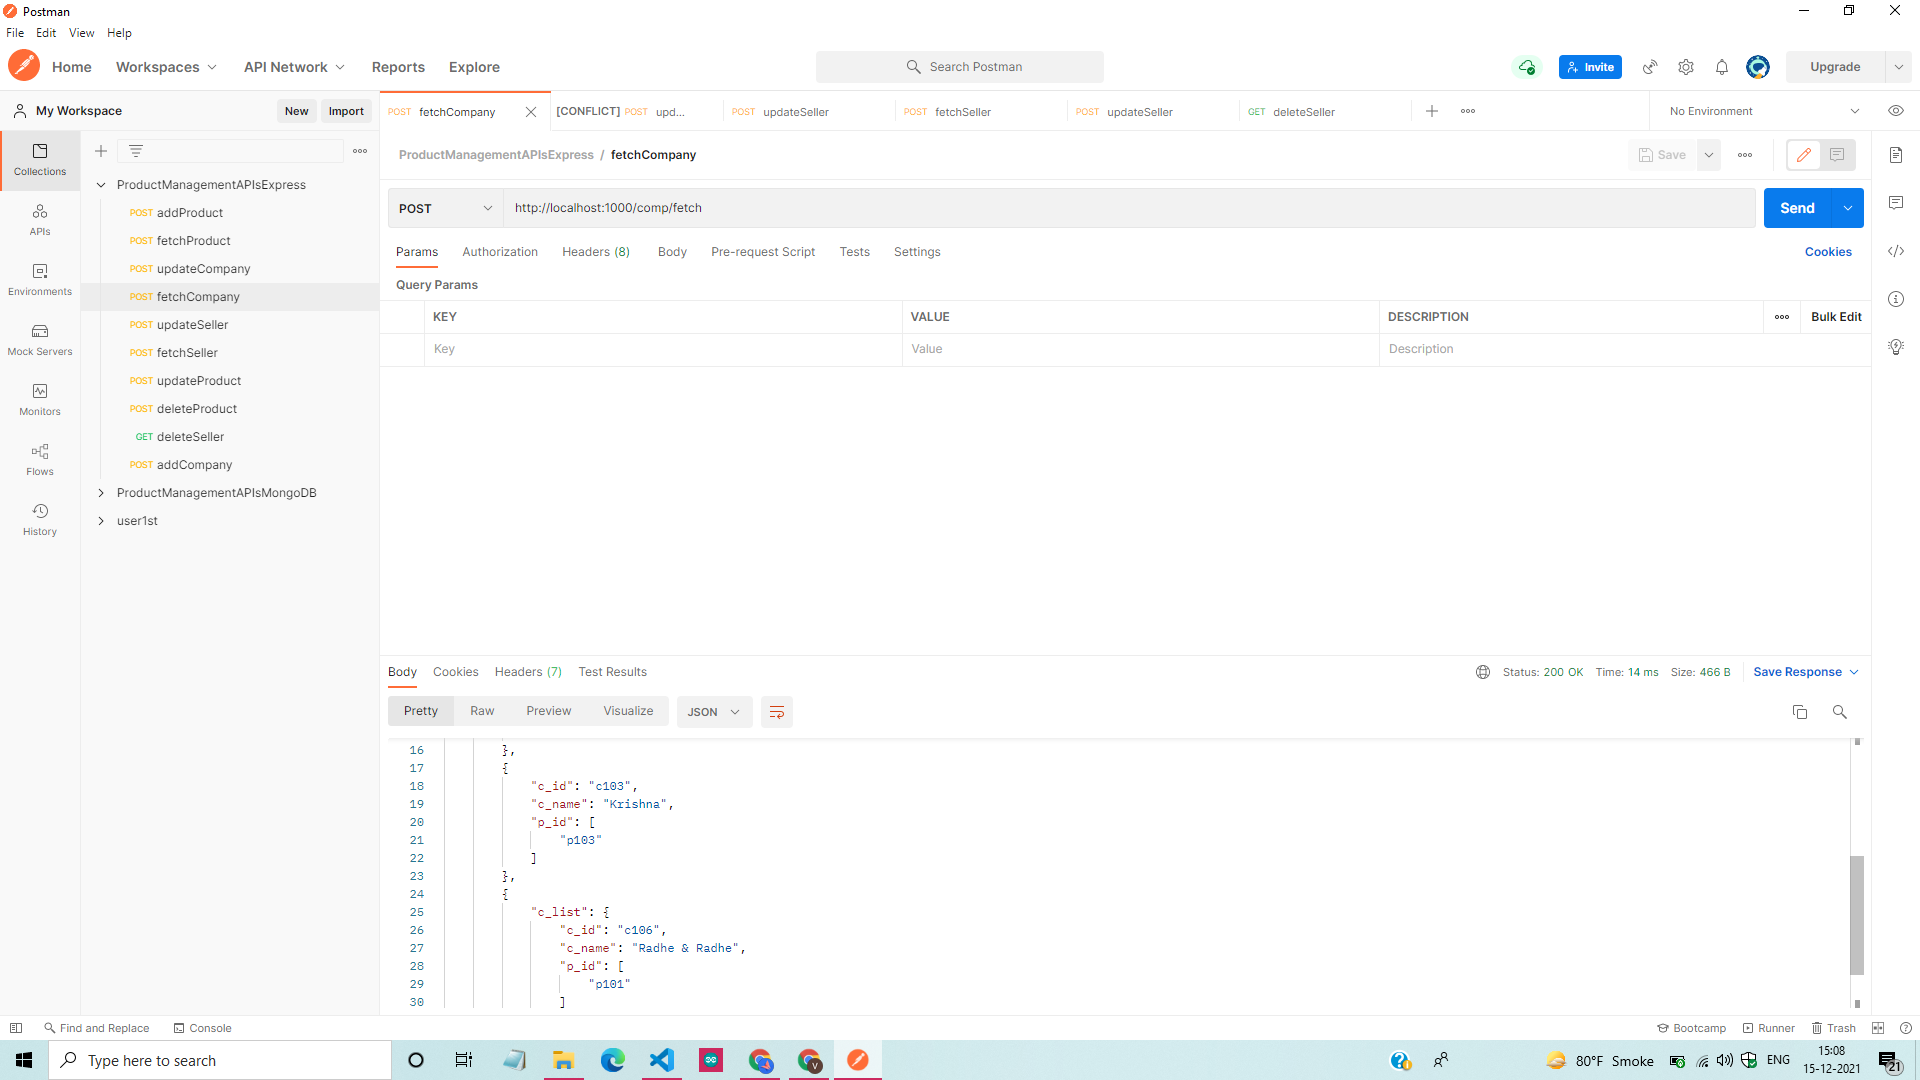 Postman
File Edit View Help
Home Workspaces API Network Reports Explore Search Postman Invite Upgrade
My Workspace New Import POST fetchCompany [CONFLICT] POST upd... POST updateSeller POST fetchSeller POST updateSeller GET deleteSeller No Environment
ProductManagementAPIsExpress / fetchCompany Save
Collections
APIs
Environments
Mock Servers
Monitors
Flows
History
ProductManagementAPIsExpress
POST addProduct
POST fetchProduct
POST updateCompany
POST fetchCompany
POST updateSeller
POST fetchSeller
POST updateProduct
POST deleteProduct
GET deleteSeller
POST addCompany
ProductManagementAPIsMongoDB
user1st
POST http://localhost:1000/comp/fetch Send
Params Authorization Headers (8) Body Pre-request Script Tests Settings Cookies
Query Params
KEY VALUE DESCRIPTION Bulk Edit
Key Value Description
Body Cookies Headers (7) Test Results Status: 200 OK Time: 14 ms Size: 466 B Save Response
Pretty Raw Preview Visualize JSON
16 },
17 {
18 "c_id": "c103",
19 "c_name": "Krishna",
20 "p_id": [
21 "p103"
22 ]
23 },
24 {
25 "c_list": {
26 "c_id": "c106",
27 "c_name": "Radhe & Radhe",
28 "p_id": [
29 "p101"
30 ]
Find and Replace Console Bootcamp Runner Trash
Type here to search 80°F Smoke ENG 15:08
15-12-2021 21